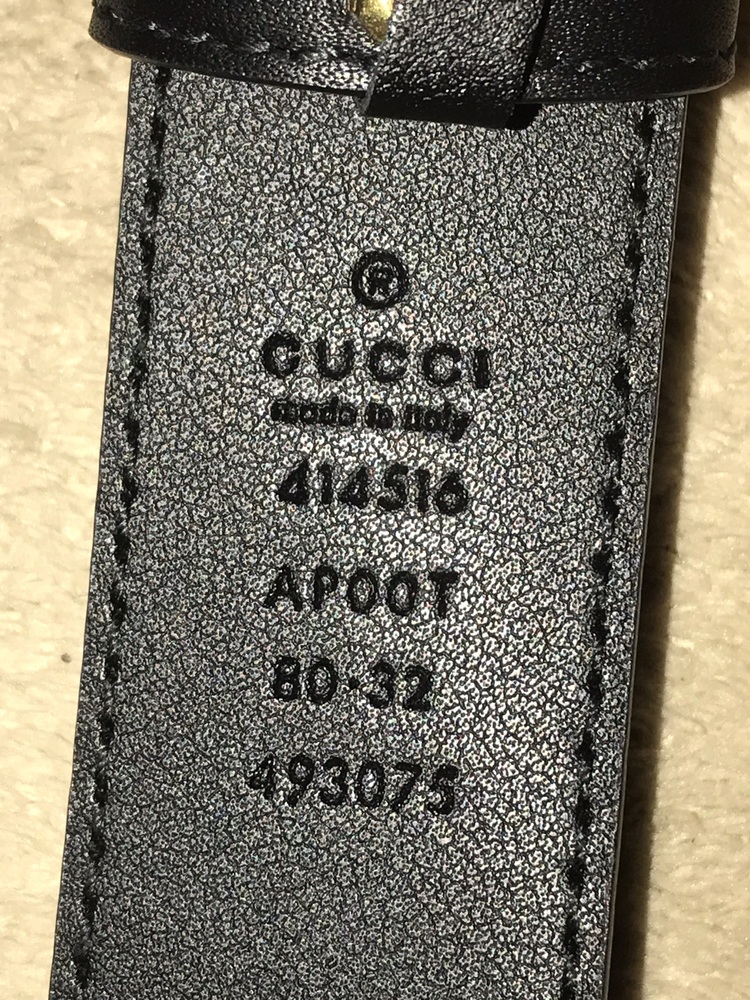 ®
GUCCI
made in Italy
414516
AP00T
80·32
493075